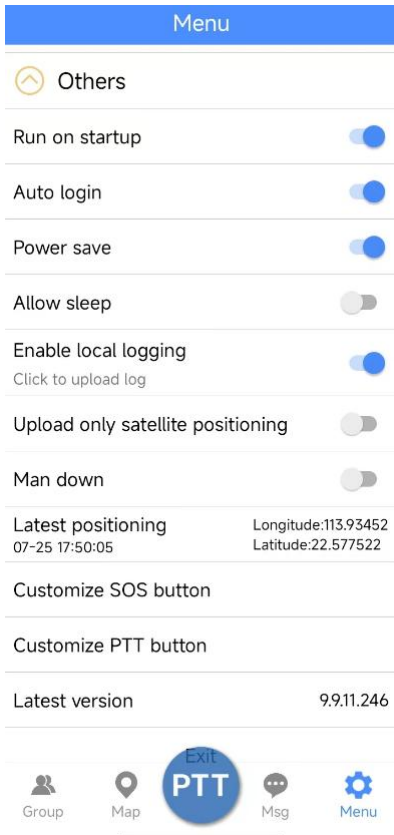 Menu
Others
Run on startup
Auto login
Power save
Allow sleep
Enable local logging
Click to upload log
Upload only satellite positioning
Man down
Latest positioning
07-25 17:50:05
Longitude:113.93452
Latitude:22.577522
Customize SOS button
Customize PTT button
Latest version 9.9.11.246
Exit
PTT
Group Map Msg Menu